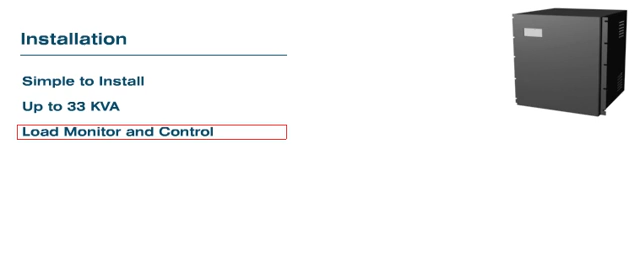 Installation
Simple to Install
Up to 33 KVA
Load Monitor and Control